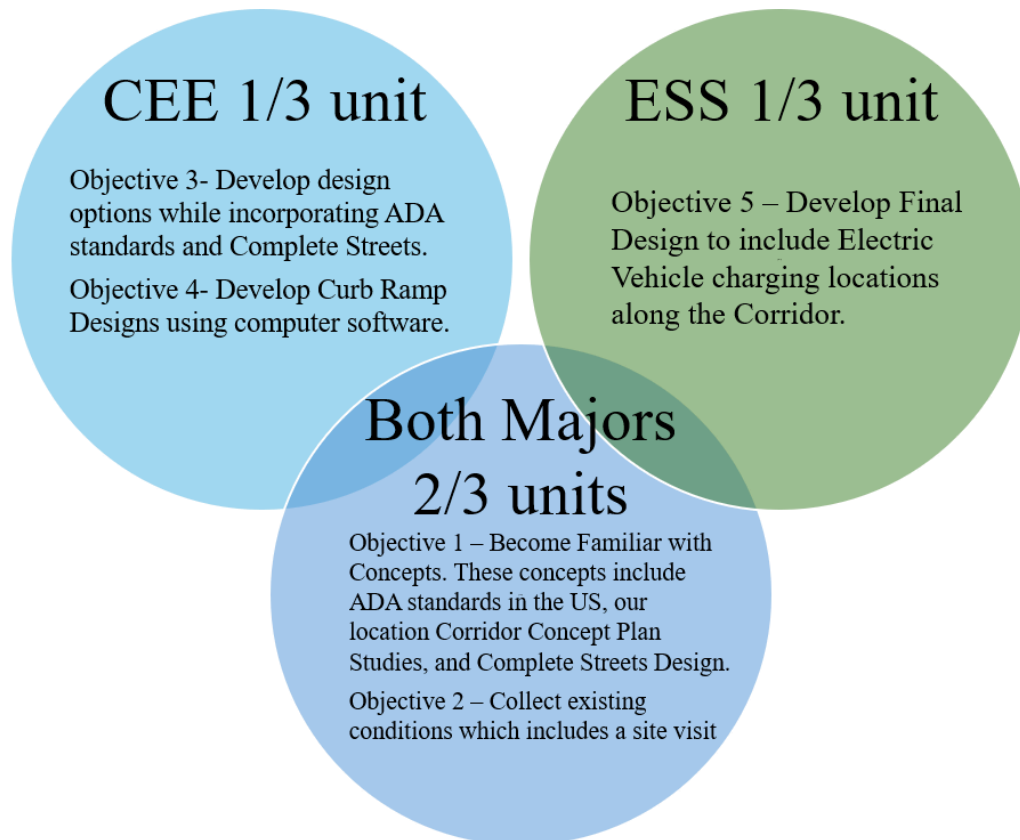 CEE 1/3 unit
Objective 3- Develop design
options while incorporating ADA
standards and Complete Streets.
Objective 4- Develop Curb Ramp
Designs using computer software.
ESS 1/3 unit
Objective 5 – Develop Final
Design to include Electric
Vehicle charging locations
along the Corridor.
Both Majors
2/3 units
Objective 1 – Become Familiar with
Concepts. These concepts include
ADA standards in the US, our
location Corridor Concept Plan
Studies, and Complete Streets Design.
Objective 2 – Collect existing
conditions which includes a site visit